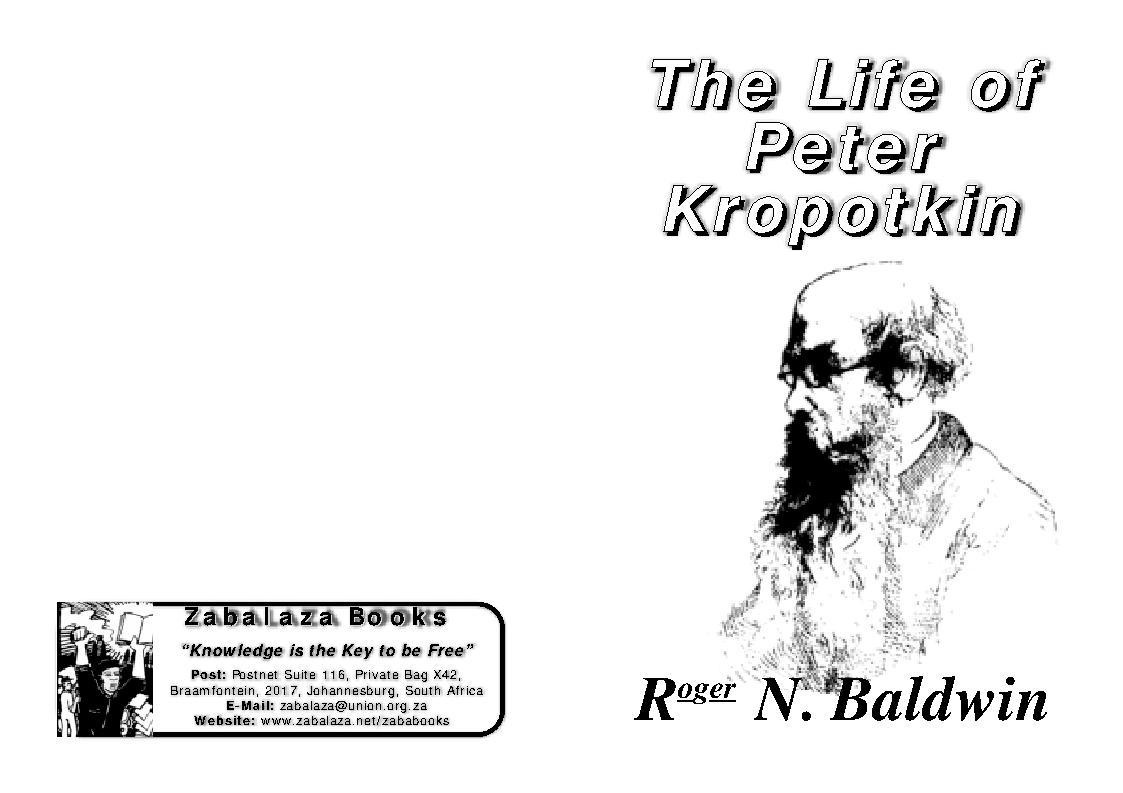 The Life of
Peter
Kropotkin
Roger N. Baldwin
Zabalaza Books
“Knowledge is the Key to be Free”
Post: Postnet Suite 116, Private Bag X42,
Braamfontein, 2017, Johannesburg, South Africa
E-Mail: zabalaza@union.org.za
Website: www.zabalaza.net/zababooks